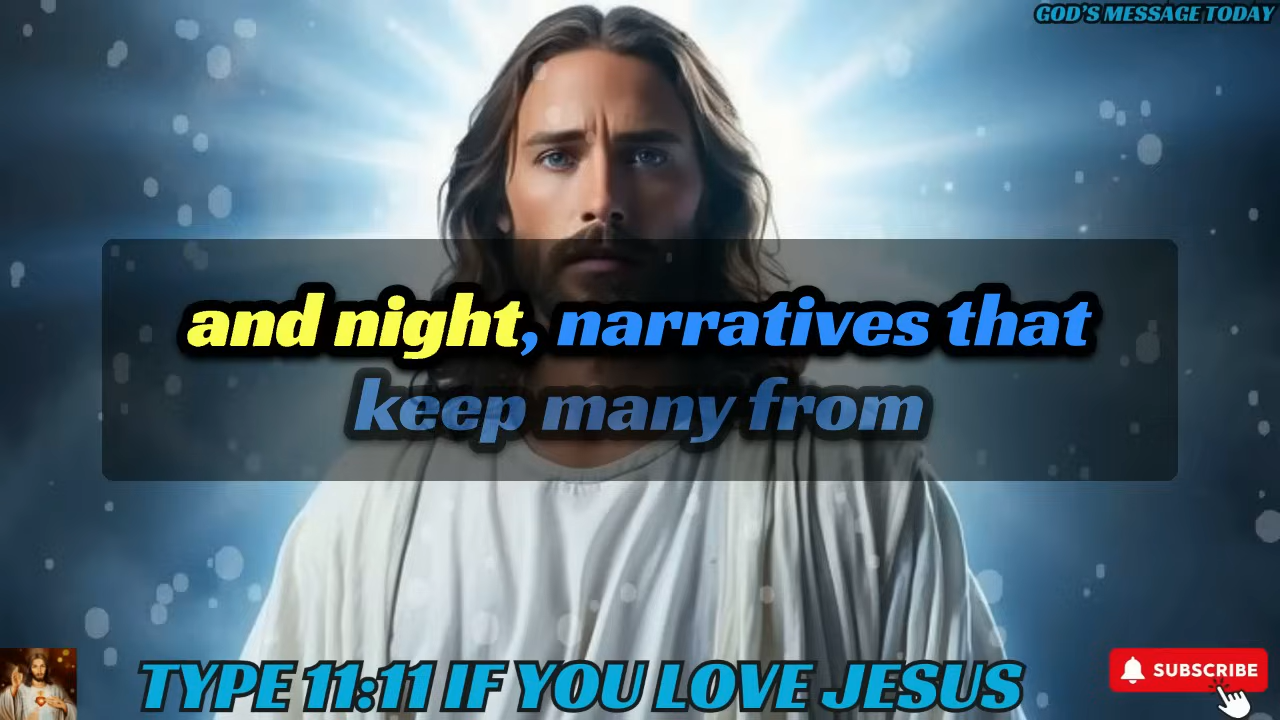 GOD'S MESSAGE TODAY
and night, narratives that
keep many from
TYPE 11:11 IF YOU LOVE JESUS
SUBSCRIBE